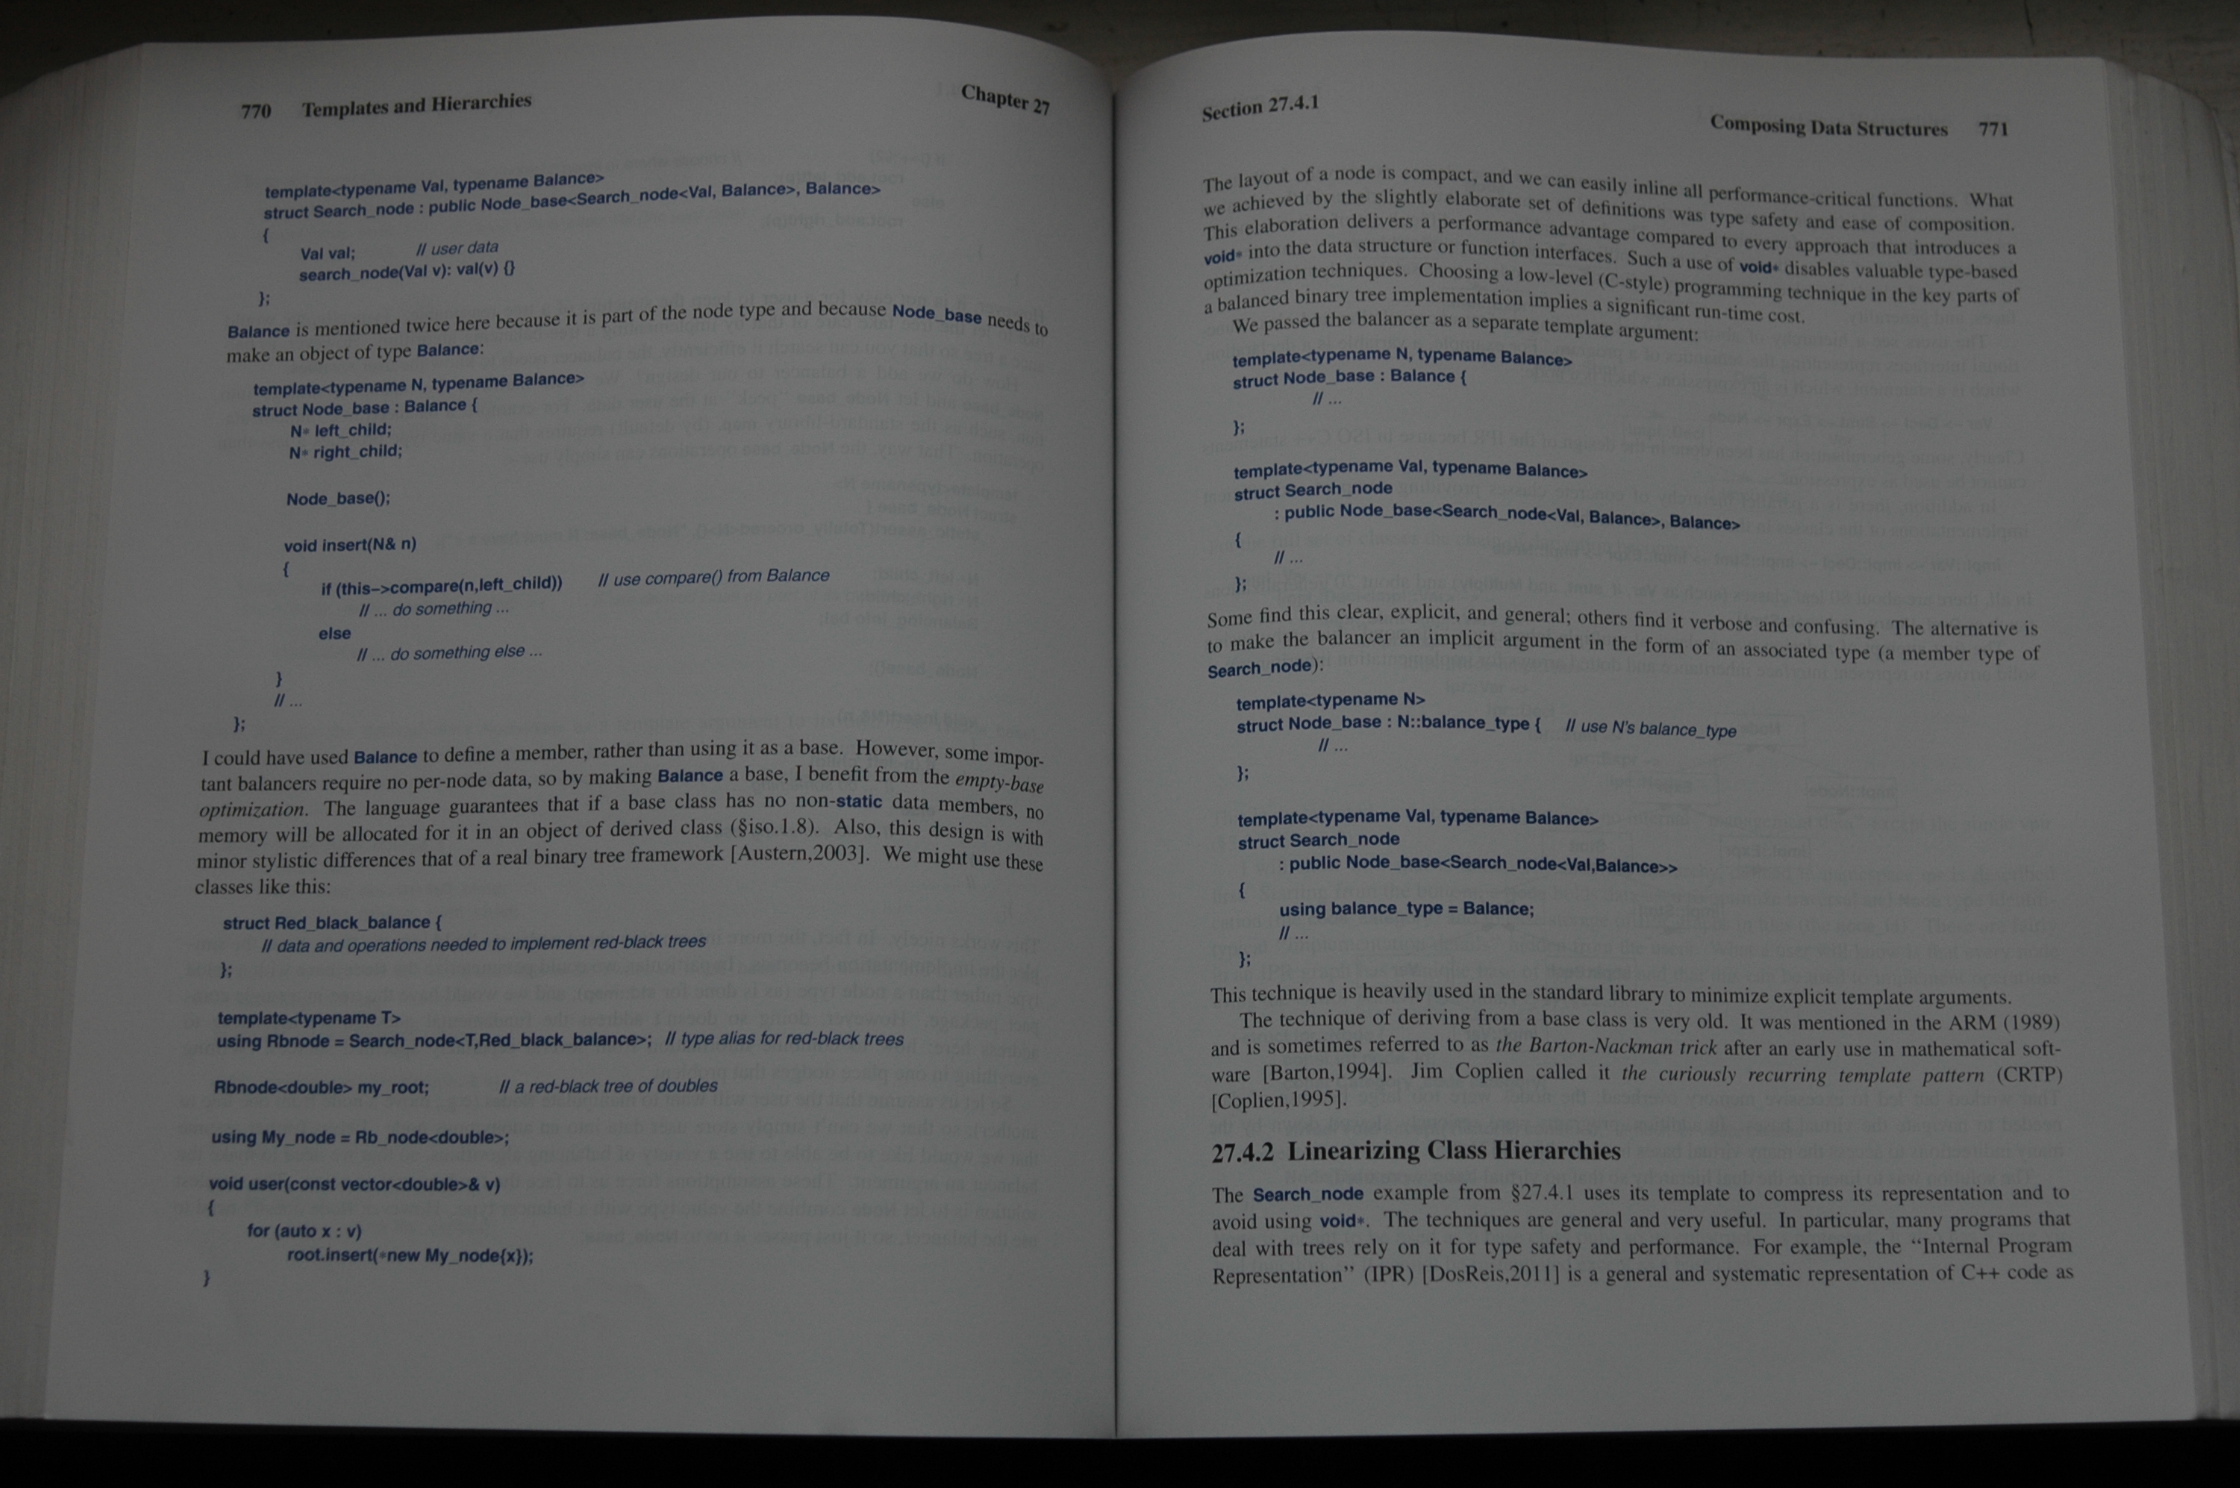 770 Templates and Hierarchies Chapter 27
template<typename Val, typename Balance>
struct Search_node : public Node_base<Search_node<Val, Balance>, Balance>
{
Val val; // user data
search_node(Val v): val(v) {}
};
Balance is mentioned twice here because it is part of the node type and because Node_base needs to
make an object of type Balance:
template<typename N, typename Balance>
struct Node_base : Balance {
N* left_child;
N* right_child;
Node_base();
void insert(N& n)
{
if (this->compare(n,left_child)) // use compare() from Balance
// ... do something ...
else
// ... do something else ...
}
// ...
};
I could have used Balance to define a member, rather than using it as a base. However, some impor-
tant balancers require no per-node data, so by making Balance a base, I benefit from the empty-base
optimization. The language guarantees that if a base class has no non-static data members, no
memory will be allocated for it in an object of derived class (§iso.1.8). Also, this design is with
minor stylistic differences that of a real binary tree framework [Austern,2003]. We might use these
classes like this:
struct Red_black_balance {
// data and operations needed to implement red-black trees
};
template<typename T>
using Rbnode = Search_node<T,Red_black_balance>; // type alias for red-black trees
Rbnode<double> my_root; // a red-black tree of doubles
using My_node = Rb_node<double>;
void user(const vector<double>& v)
{
for (auto x : v)
root.insert(*new My_node{x});
}
Section 27.4.1 Composing Data Structures 771
The layout of a node is compact, and we can easily inline all performance-critical functions. What
we achieved by the slightly elaborate set of definitions was type safety and ease of composition.
This elaboration delivers a performance advantage compared to every approach that introduces a
void* into the data structure or function interfaces. Such a use of void* disables valuable type-based
optimization techniques. Choosing a low-level (C-style) programming technique in the key parts of
a balanced binary tree implementation implies a significant run-time cost.
We passed the balancer as a separate template argument:
template<typename N, typename Balance>
struct Node_base : Balance {
// ...
};
template<typename Val, typename Balance>
struct Search_node
: public Node_base<Search_node<Val, Balance>, Balance>
{
// ...
};
Some find this clear, explicit, and general; others find it verbose and confusing. The alternative is
to make the balancer an implicit argument in the form of an associated type (a member type of
Search_node):
template<typename N>
struct Node_base : N::balance_type { // use N's balance_type
// ...
};
template<typename Val, typename Balance>
struct Search_node
: public Node_base<Search_node<Val,Balance>>
{
using balance_type = Balance;
// ...
};
This technique is heavily used in the standard library to minimize explicit template arguments.
The technique of deriving from a base class is very old. It was mentioned in the ARM (1989)
and is sometimes referred to as the Barton-Nackman trick after an early use in mathematical soft-
ware [Barton,1994]. Jim Coplien called it the curiously recurring template pattern (CRTP)
[Coplien,1995].
27.4.2 Linearizing Class Hierarchies
The Search_node example from §27.4.1 uses its template to compress its representation and to
avoid using void*. The techniques are general and very useful. In particular, many programs that
deal with trees rely on it for type safety and performance. For example, the “Internal Program
Representation” (IPR) [DosReis,2011] is a general and systematic representation of C++ code as